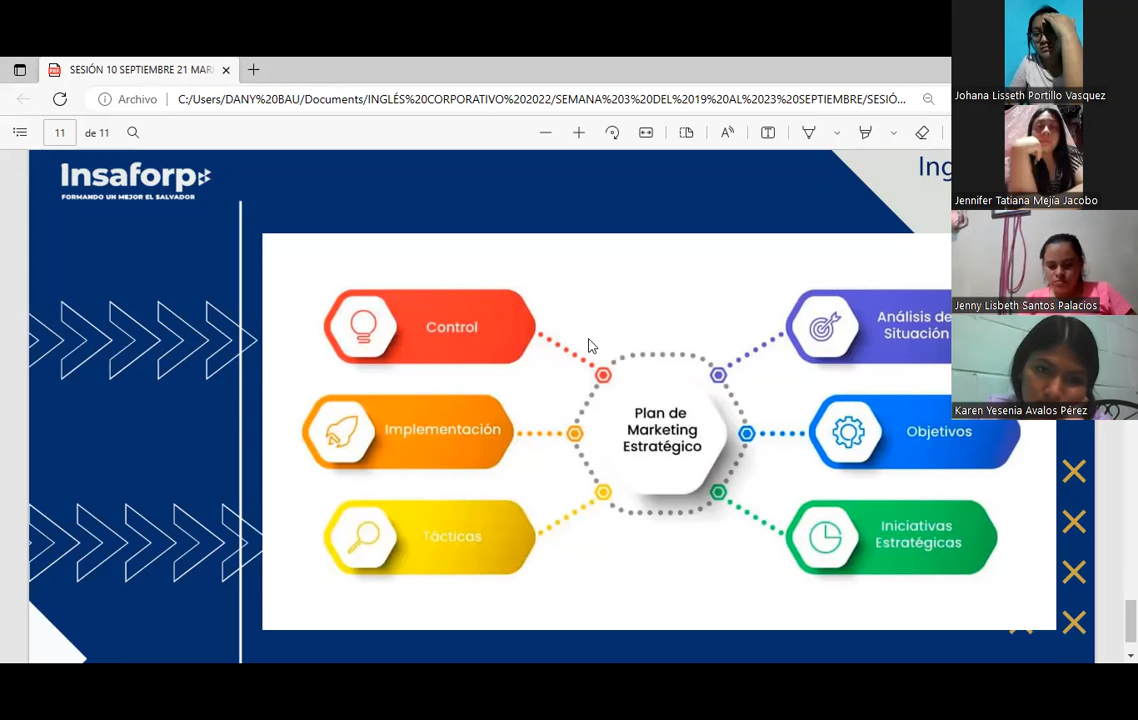 SESIÓN 10 SEPTIEMBRE 21 MAR
Archivo
C:/Users/DANY%20BAU/Documents/INGLÉS%20CORPORATIVO%202022/SEMANA%203%20DEL%2019%20AL%2023%20SEPTIEMBRE/SESIÓ...
11
de 11
Insaforp
FORMANDO UN MEJOR EL SALVADOR
Ing
Control
Análisis de
Situación
Implementación
Plan de
Marketing
Estratégico
Objetivos
Tácticas
Iniciativas
Estratégicas
Johana Lisseth Portillo Vasquez
Jennifer Tatiana Mejía Jacobo
Jenny Lisbeth Santos Palacios
Karen Yesenia Avalos Pérez